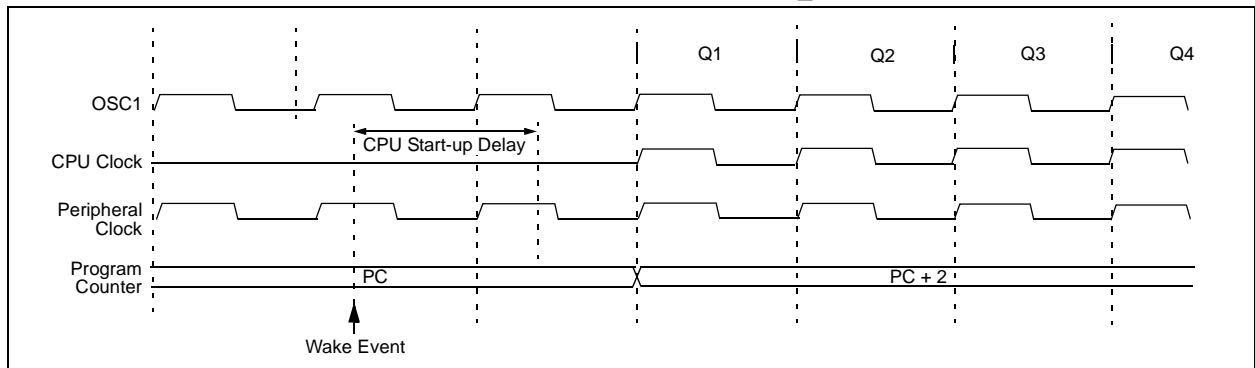 Q1 Q2 Q3 Q4
OSC1
CPU Start-up Delay
CPU Clock
Peripheral
Clock
Program
Counter
PC PC + 2
Wake Event